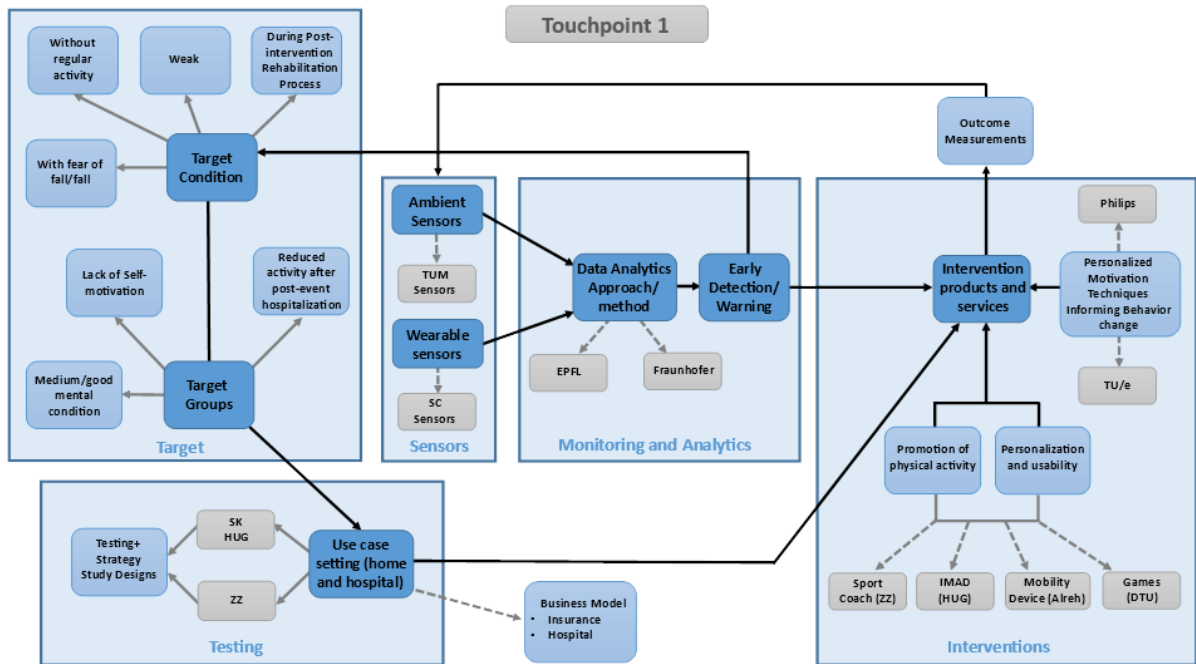 Touchpoint 1
Without
regular
activity
Weak
During Post-
intervention
Rehabilitation
Process
With fear of
fall/fall
Target
Condition
Lack of Self-
motivation
Reduced
activity after
post-event
hospitalization
Medium/good
mental
condition
Target
Groups
Target
Ambient
Sensors
TUM
Sensors
Wearable
sensors
SC
Sensors
Sensors
Data Analytics
Approach/
method
Early
Detection/
Warning
EPFL
Fraunhofer
Monitoring and Analytics
Outcome
Measurements
Philips
Intervention
products and
services
Personalized
Motivation
Techniques
Informing Behavior
change
TU/e
Promotion of
physical activity
Personalization
and usability
Sport
Coach (ZZ)
IMAD
(HUG)
Mobility
Device (Alreh)
Games
(DTU)
Interventions
Testing+
Strategy
Study Designs
SK
HUG
ZZ
Use case
setting (home
and hospital)
Testing
Business Model
• Insurance
• Hospital